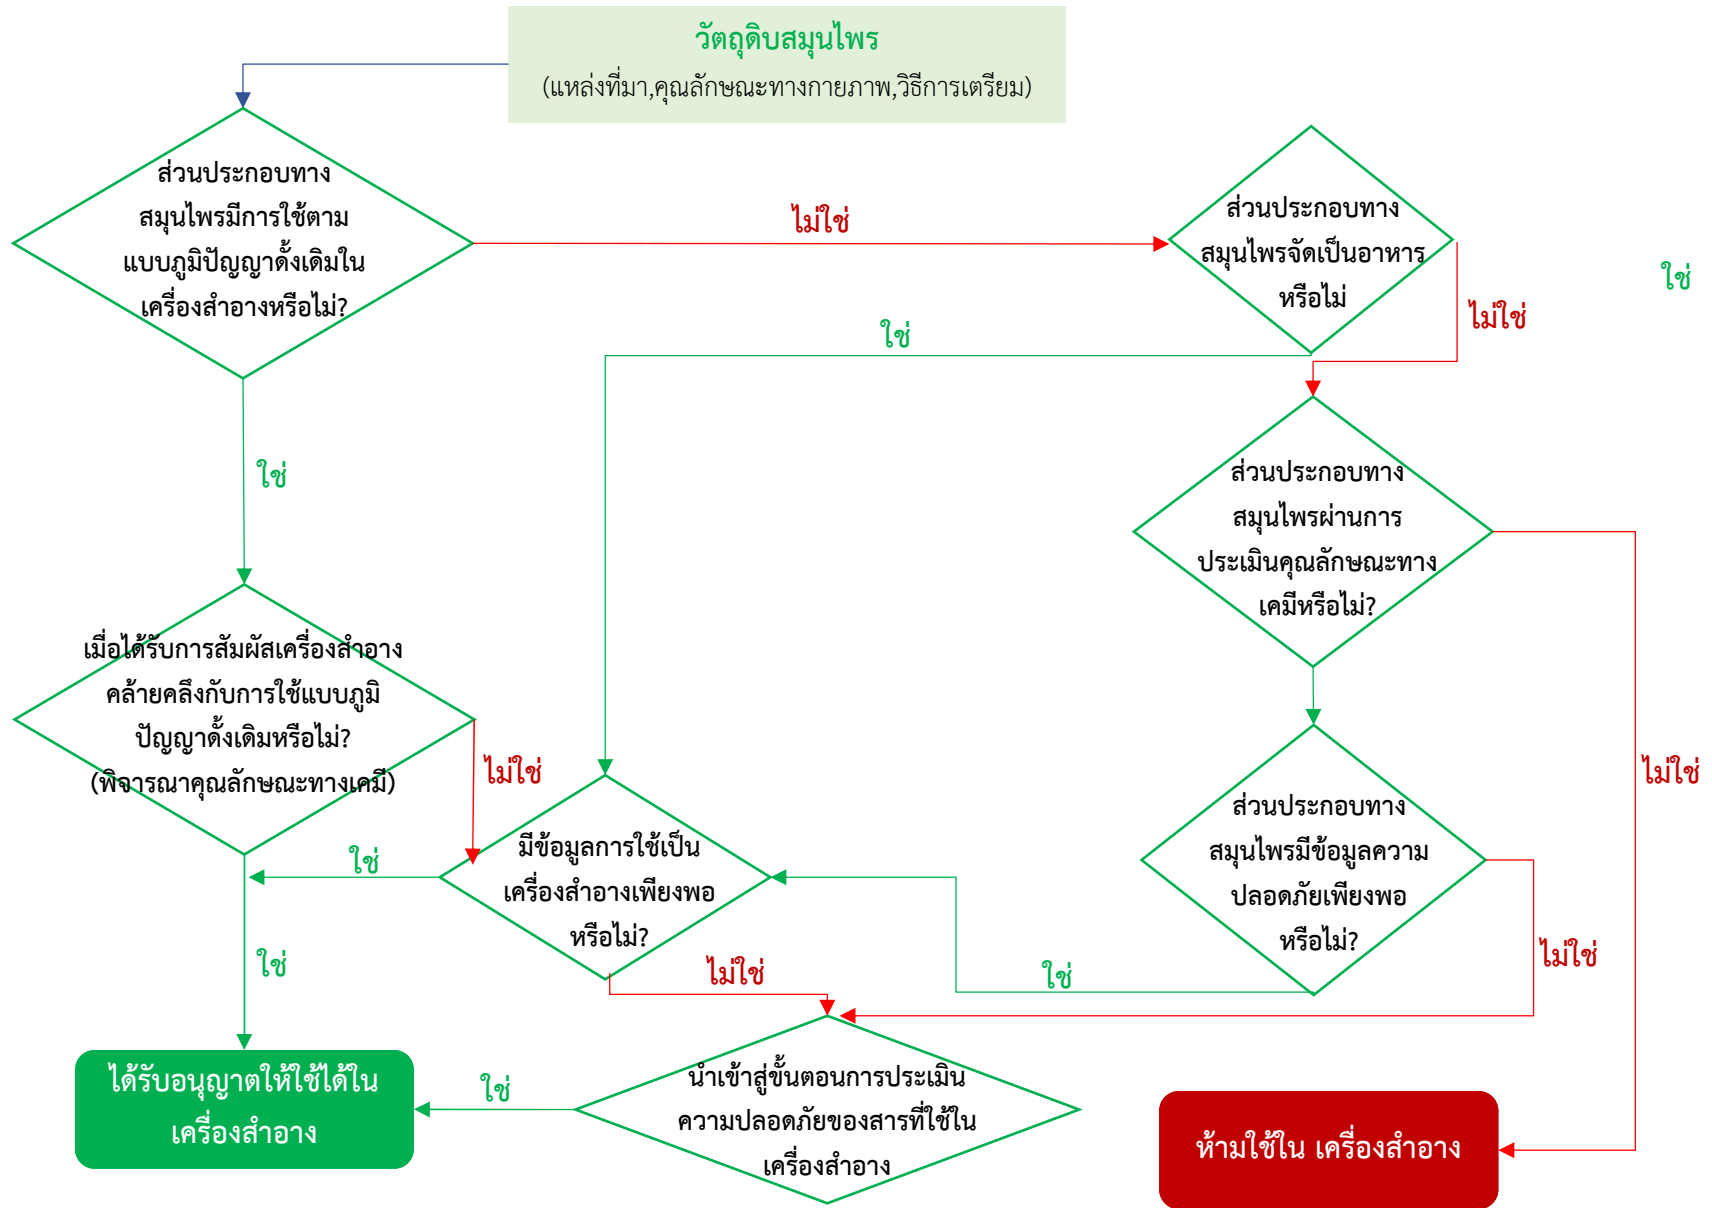 วัตถุดิบสมุนไพร
(แหล่งที่มา,คุณลักษณะทางกายภาพ,วิธีการเตรียม)
ส่วนประกอบทาง
สมุนไพรมีการใช้ตาม
แบบภูมิปัญญาดั้งเดิมใน
เครื่องสำอางหรือไม่?
ไม่ใช่
ส่วนประกอบทาง
สมุนไพรจัดเป็นอาหาร
หรือไม่
ใช่
ไม่ใช่
ใช่
ใช่
ส่วนประกอบทาง
สมุนไพรผ่านการ
ประเมินคุณลักษณะทาง
เคมีหรือไม่?
เมื่อได้รับการสัมผัสเครื่องสำอาง
คล้ายคลึงกับการใช้แบบภูมิ
ปัญญาดั้งเดิมหรือไม่?
(พิจารณาคุณลักษณะทางเคมี)
ไม่ใช่
ไม่ใช่
ส่วนประกอบทาง
สมุนไพรมีข้อมูลความ
ปลอดภัยเพียงพอ
หรือไม่?
ใช่
มีข้อมูลการใช้เป็น
เครื่องสำอางเพียงพอ
หรือไม่?
ใช่
ไม่ใช่
ใช่
ไม่ใช่
ได้รับอนุญาตให้ใช้ได้ใน
เครื่องสำอาง
ใช่
นำเข้าสู่ขั้นตอนการประเมิน
ความปลอดภัยของสารที่ใช้ใน
เครื่องสำอาง
ห้ามใช้ใน เครื่องสำอาง